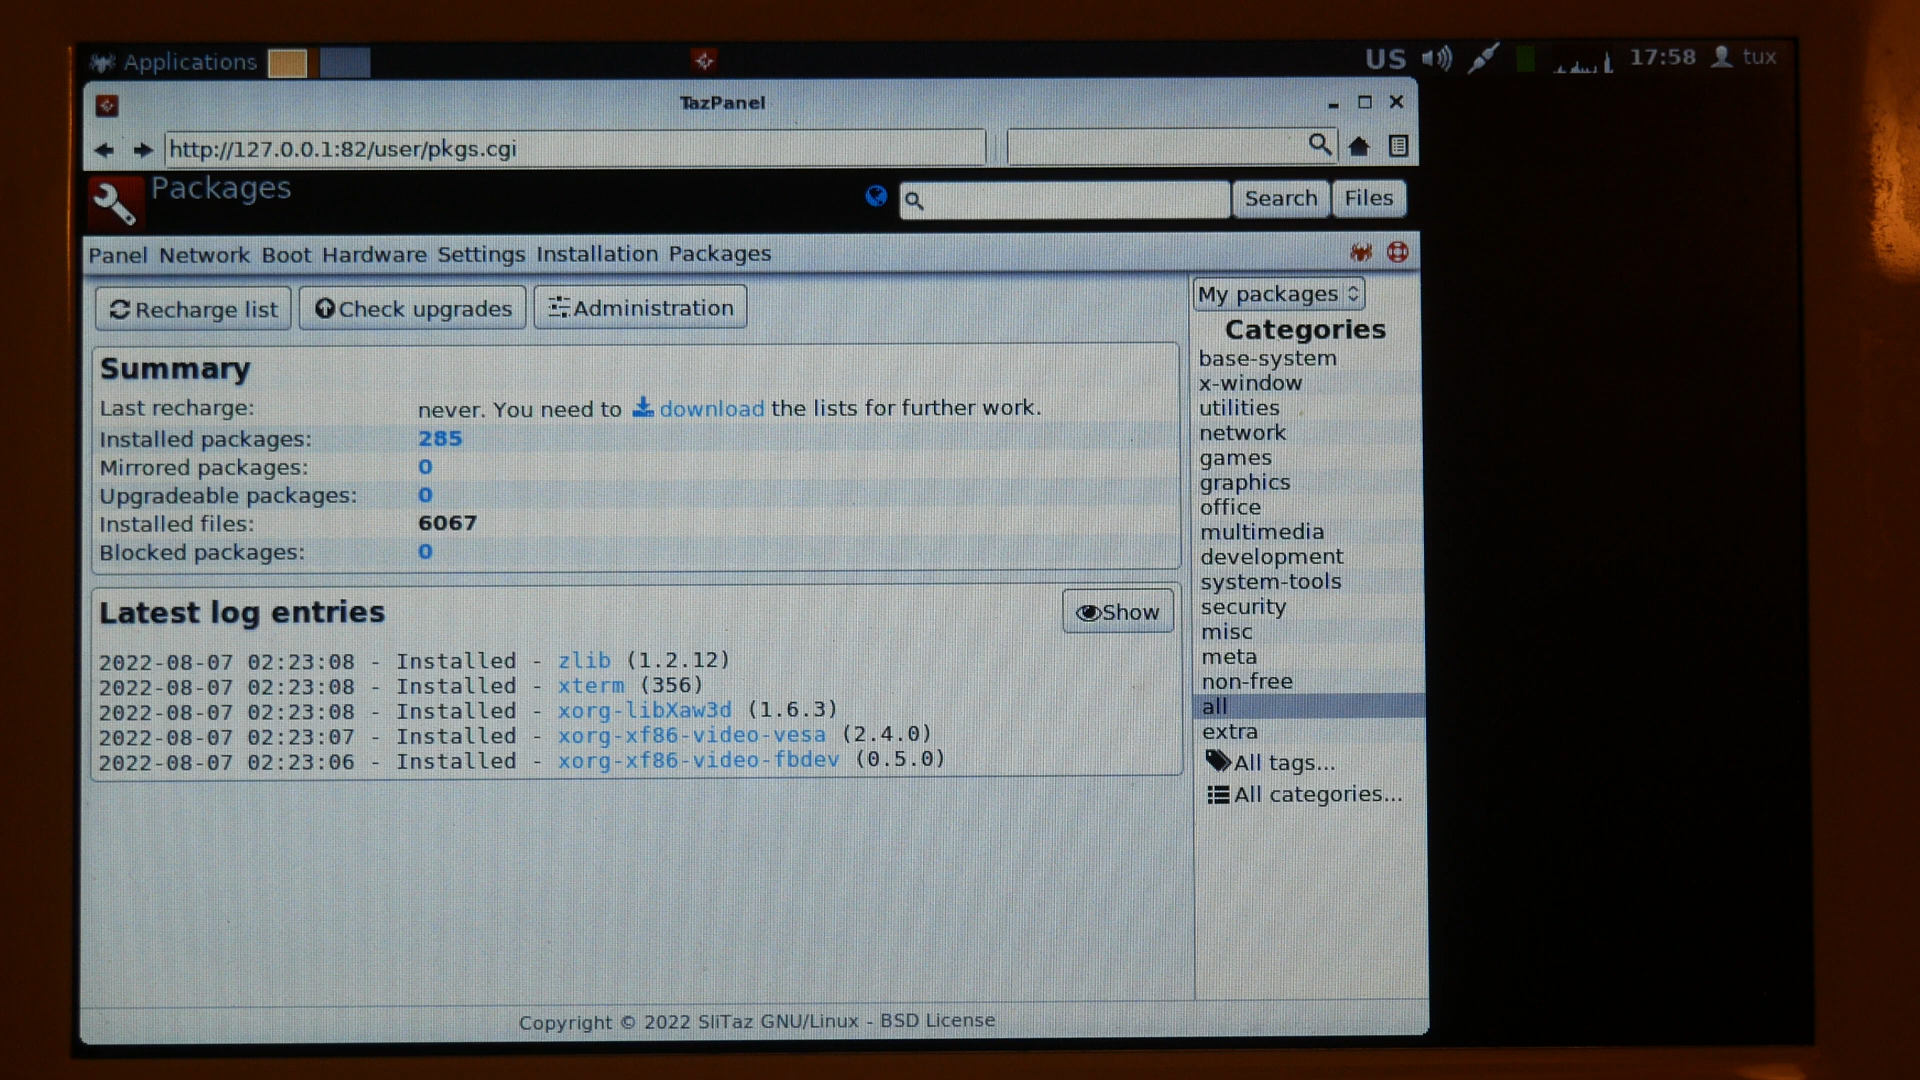 Applications
US 17:58 tux
TazPanel
http://127.0.0.1:82/user/pkgs.cgi
Packages
Search Files
Panel Network Boot Hardware Settings Installation Packages
Recharge list Check upgrades Administration
Summary
Last recharge: never. You need to download the lists for further work.
Installed packages: 285
Mirrored packages: 0
Upgradeable packages: 0
Installed files: 6067
Blocked packages: 0
Latest log entries
Show
2022-08-07 02:23:08 - Installed - zlib (1.2.12)
2022-08-07 02:23:08 - Installed - xterm (356)
2022-08-07 02:23:08 - Installed - xorg-libXaw3d (1.6.3)
2022-08-07 02:23:07 - Installed - xorg-xf86-video-vesa (2.4.0)
2022-08-07 02:23:06 - Installed - xorg-xf86-video-fbdev (0.5.0)
My packages
Categories
base-system
x-window
utilities
network
games
graphics
office
multimedia
development
system-tools
security
misc
meta
non-free
all
extra
All tags...
All categories...
Copyright © 2022 SliTaz GNU/Linux - BSD License